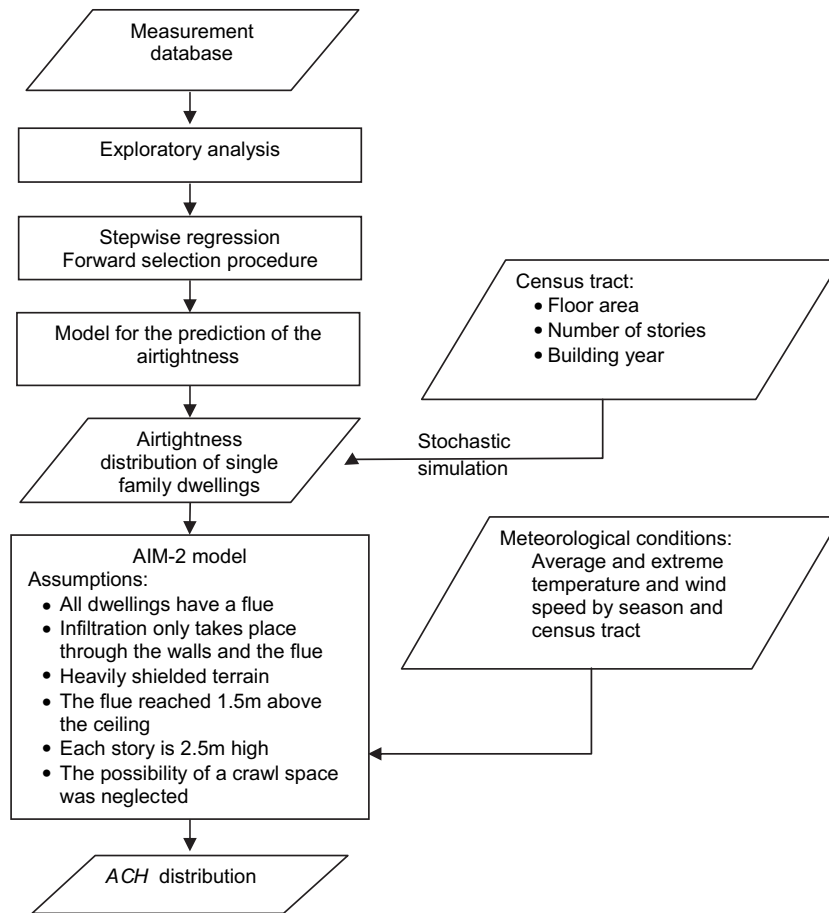 Measurement
database
Exploratory analysis
Stepwise regression
Forward selection procedure
Model for the prediction of the
airtightness
Census tract:
• Floor area
• Number of stories
• Building year
Airtightness
distribution of single
family dwellings
Stochastic
simulation
AIM-2 model
Assumptions:
• All dwellings have a flue
• Infiltration only takes place
through the walls and the flue
• Heavily shielded terrain
• The flue reached 1.5m above
the ceiling
• Each story is 2.5m high
• The possibility of a crawl space
was neglected
Meteorological conditions:
Average and extreme
temperature and wind
speed by season and
census tract
ACH distribution